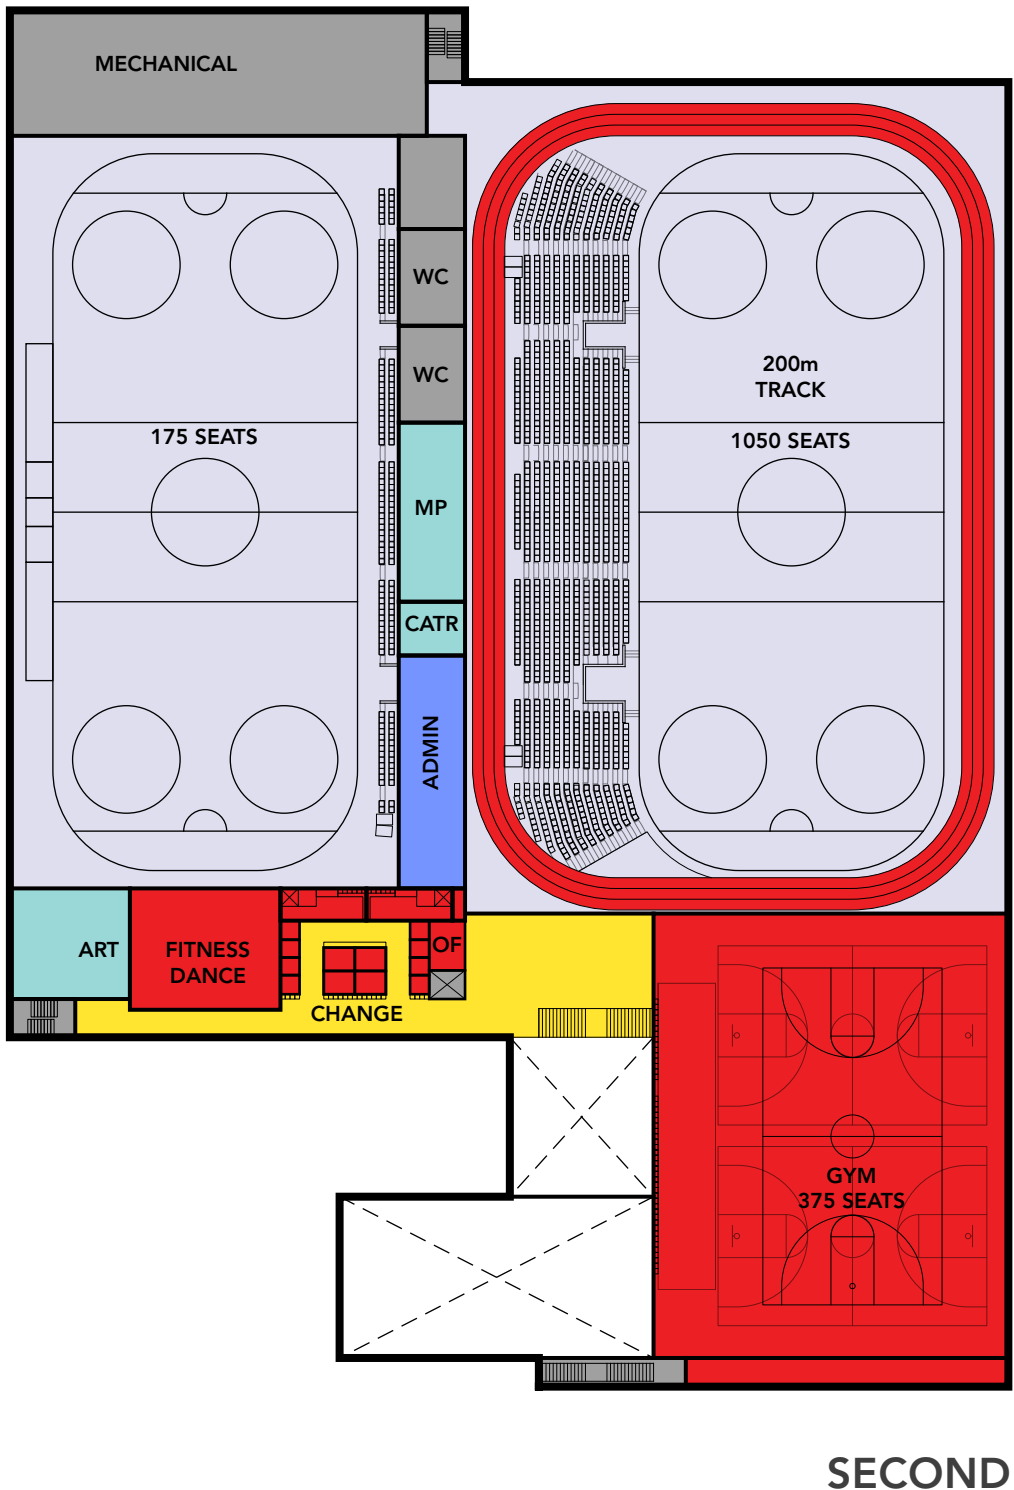 MECHANICAL
WC
WC
200m
TRACK
175 SEATS
1050 SEATS
MP
CATR
ADMIN
ART
FITNESS
DANCE
OF
CHANGE
GYM
375 SEATS
SECOND